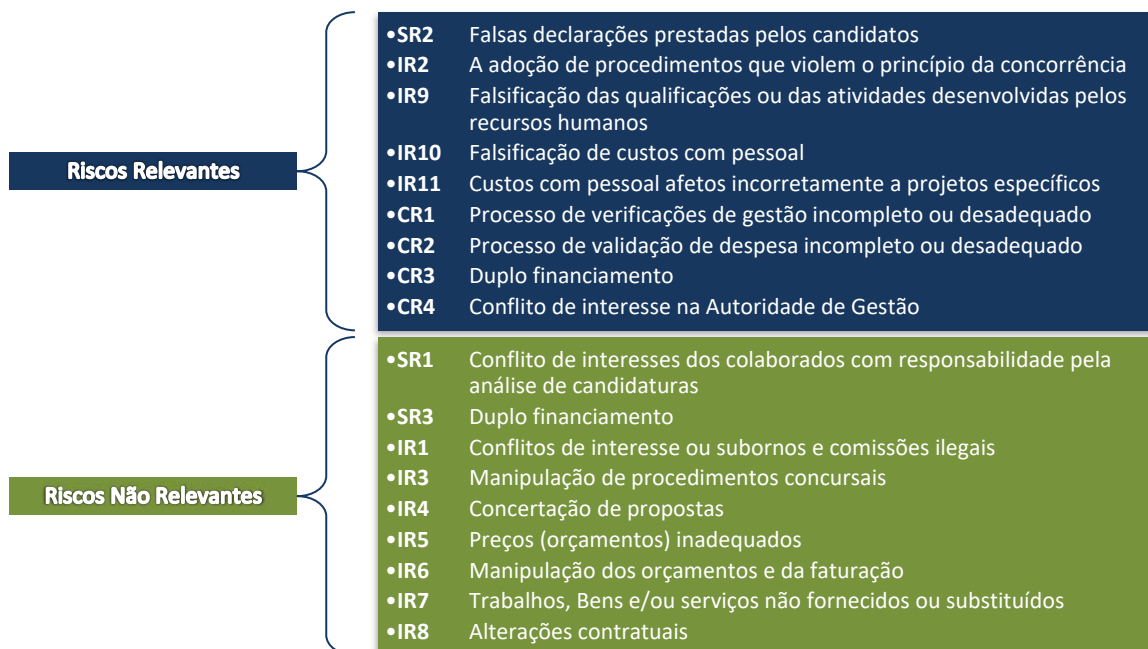 Riscos Relevantes
•SR2 Falsas declarações prestadas pelos candidatos
•IR2 A adoção de procedimentos que violem o princípio da concorrência
•IR9 Falsificação das qualificações ou das atividades desenvolvidas pelos
recursos humanos
•IR10 Falsificação de custos com pessoal
•IR11 Custos com pessoal afetos incorretamente a projetos específicos
•CR1 Processo de verificações de gestão incompleto ou desadequado
•CR2 Processo de validação de despesa incompleto ou desadequado
•CR3 Duplo financiamento
•CR4 Conflito de interesse na Autoridade de Gestão
Riscos Não Relevantes
•SR1 Conflito de interesses dos colaborados com responsabilidade pela
análise de candidaturas
•SR3 Duplo financiamento
•IR1 Conflitos de interesse ou subornos e comissões ilegais
•IR3 Manipulação de procedimentos concursais
•IR4 Concertação de propostas
•IR5 Preços (orçamentos) inadequados
•IR6 Manipulação dos orçamentos e da faturação
•IR7 Trabalhos, Bens e/ou serviços não fornecidos ou substituídos
•IR8 Alterações contratuais